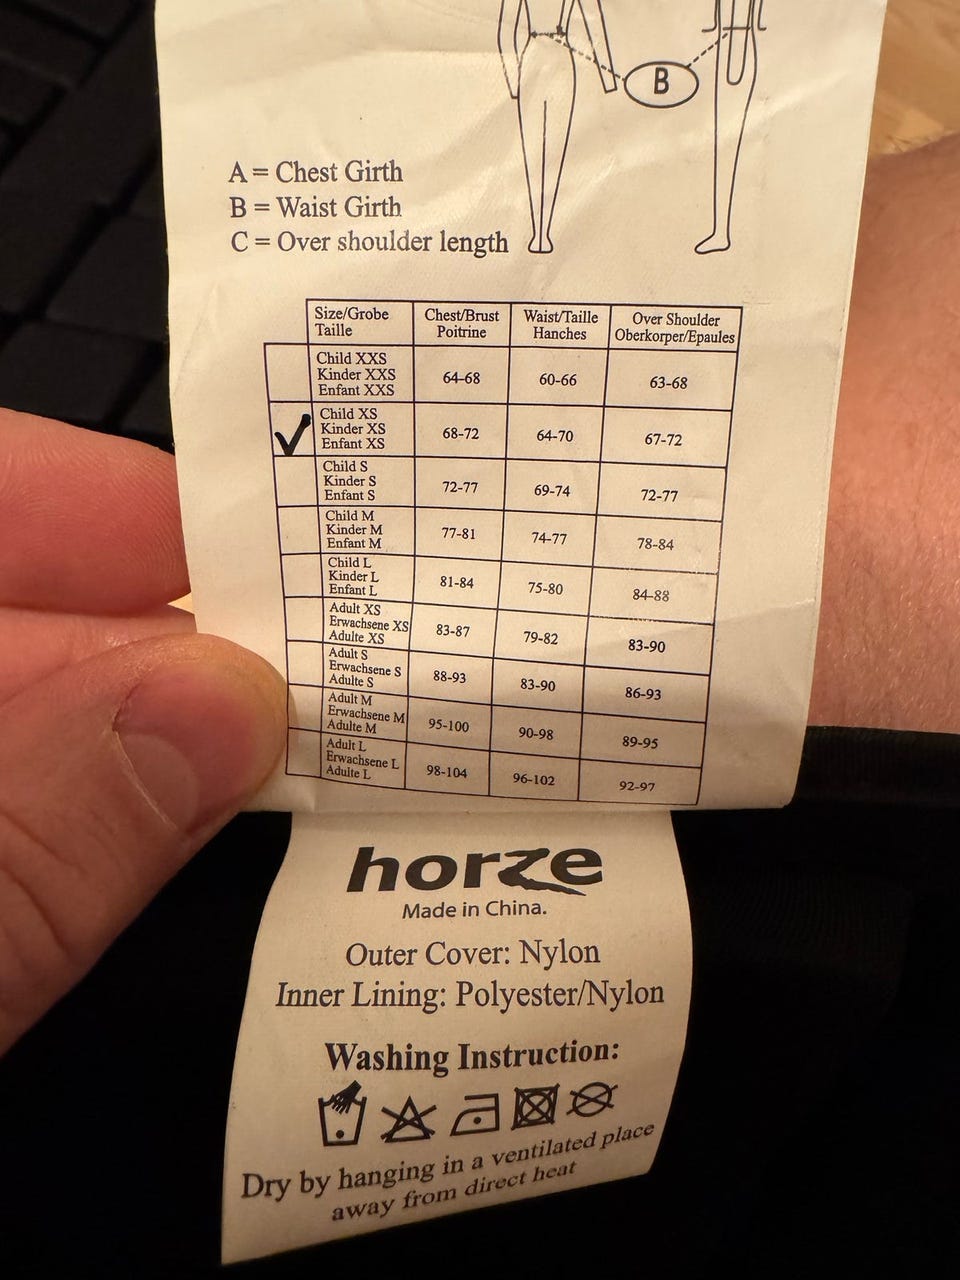 B
A = Chest Girth
B = Waist Girth
C = Over shoulder length
Size/Grobe Taille Chest/Brust Poitrine Waist/Taille Hanches Over Shoulder Oberkorper/Epaules
Child XXS
Kinder XXS 64-68 60-66 63-68
Enfant XXS
Child XS
Kinder XS 68-72 64-70 67-72
Enfant XS
Child S
Kinder S 72-77 69-74 72-77
Enfant S
Child M
Kinder M 77-81 74-77 78-84
Enfant M
Child L
Kinder L 81-84 75-80 84-88
Enfant L
Adult XS
Erwachsene XS 83-87 79-82 83-90
Adulte XS
Adult S
Erwachsene S 88-93 83-90 86-93
Adulte S
Adult M
Erwachsene M 95-100 90-98 89-95
Adulte M
Adult L
Erwachsene L 98-104 96-102 92-97
Adulte L
horze
Made in China.
Outer Cover: Nylon
Inner Lining: Polyester/Nylon
Washing Instruction:
Dry by hanging in a ventilated place
away from direct heat